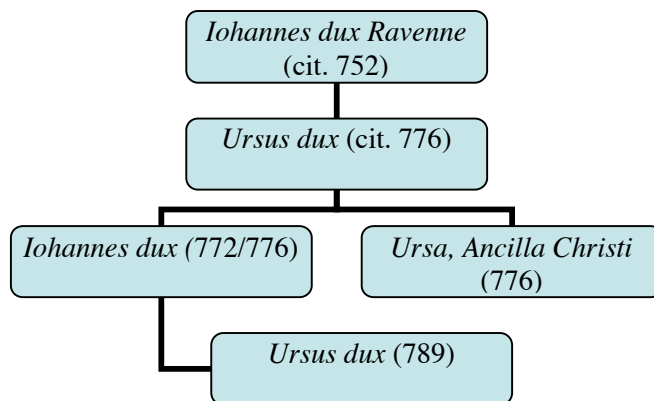 Iohannes dux Ravenne
(cit. 752)
Ursus dux (cit. 776)
Iohannes dux (772/776)
Ursa, Ancilla Christi
(776)
Ursus dux (789)